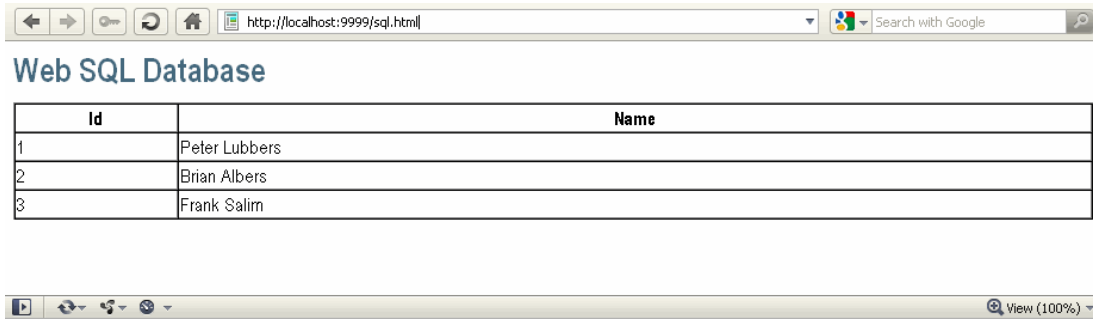 http://localhost:9999/sql.html
Search with Google
Web SQL Database
Id Name
1 Peter Lubbers
2 Brian Albers
3 Frank Salim
View (100%)